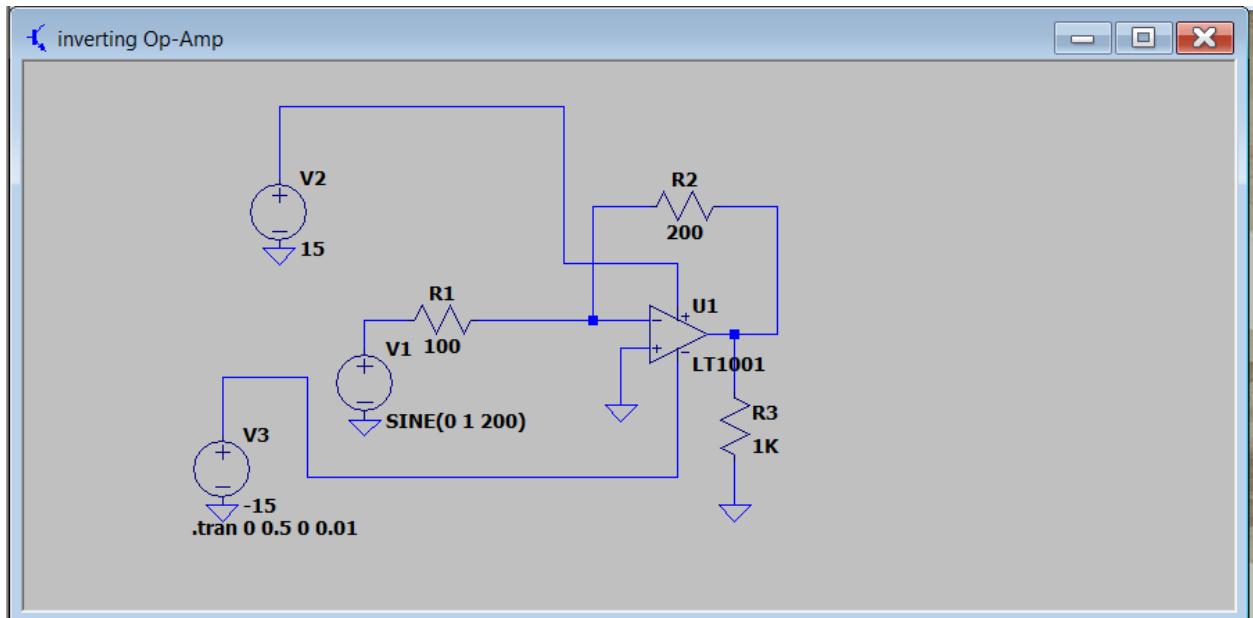 inverting Op-Amp
V2
15
R2
200
R1
100
V1
SINE(0 1 200)
U1
LT1001
R3
1K
V3
-15
.tran 0 0.5 0 0.01